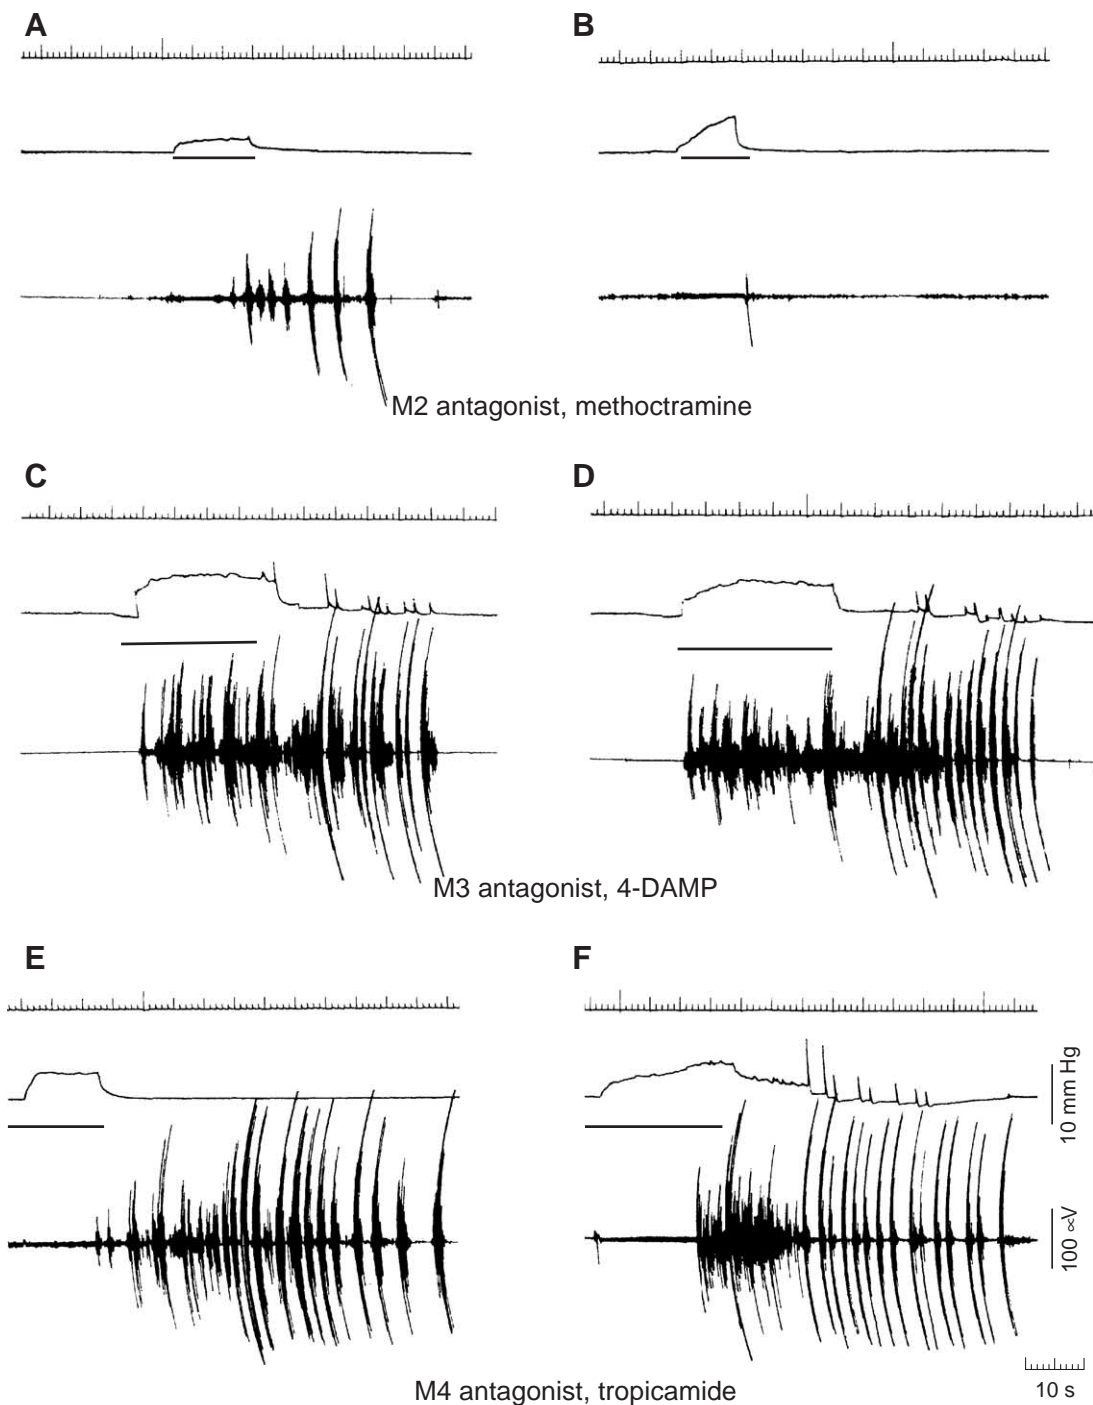 A
B
M2 antagonist, methoctramine
C
D
M3 antagonist, 4-DAMP
E
F
10 mm Hg
100 ∝V
10 s
M4 antagonist, tropicamide